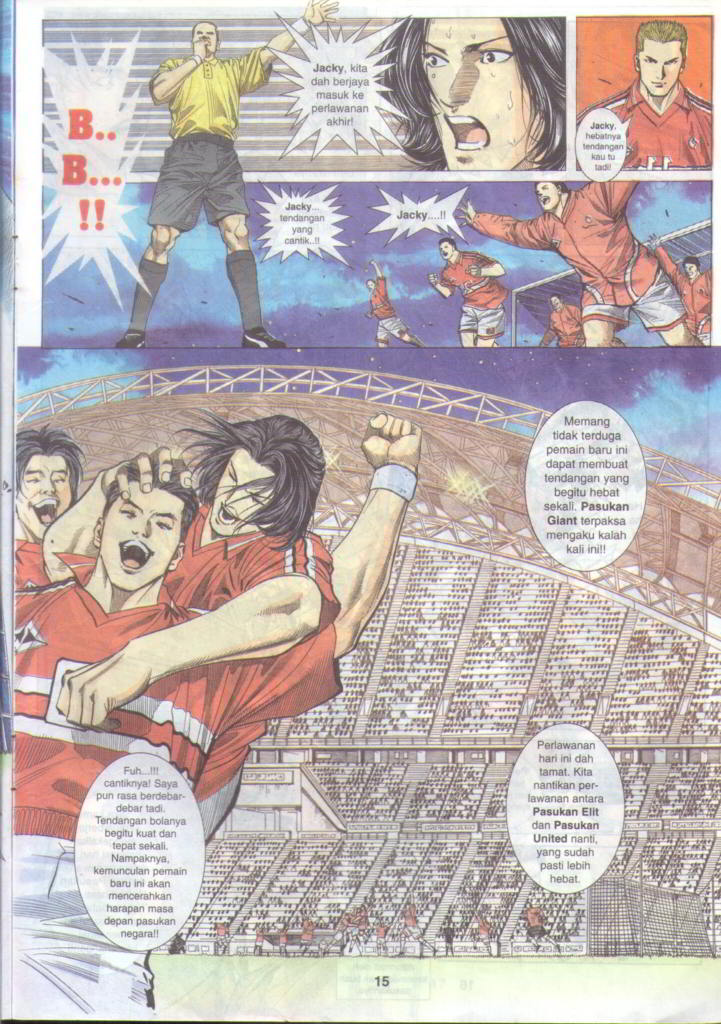 B..
B...
!!
Jacky, kita
dah berjaya
masuk ke
perlawanan
akhir!
Jacky,
hebatnya
tendangan
kau tu
tadi!
Jacky...
tendangan
yang
cantik..!!
Jacky....!!
Memang
tidak terduga
pemain baru ini
dapat membuat
tendangan yang
begitu hebat
sekali. Pasukan
Giant terpaksa
mengaku kalah
kali ini!!
Fuh...!!!
cantiknya! Saya
pun rasa berdebar-
debar tadi.
Tendangan bolanya
begitu kuat dan
tepat sekali.
Nampaknya,
kemunculan pemain
baru ini akan
mencerahkan
harapan masa
depan pasukan
negara!!
Perlawanan
hari ini dah
tamat. Kita
nantikan per-
lawanan antara
Pasukan Elit
dan Pasukan
United nanti,
yang sudah
pasti lebih
hebat.
15